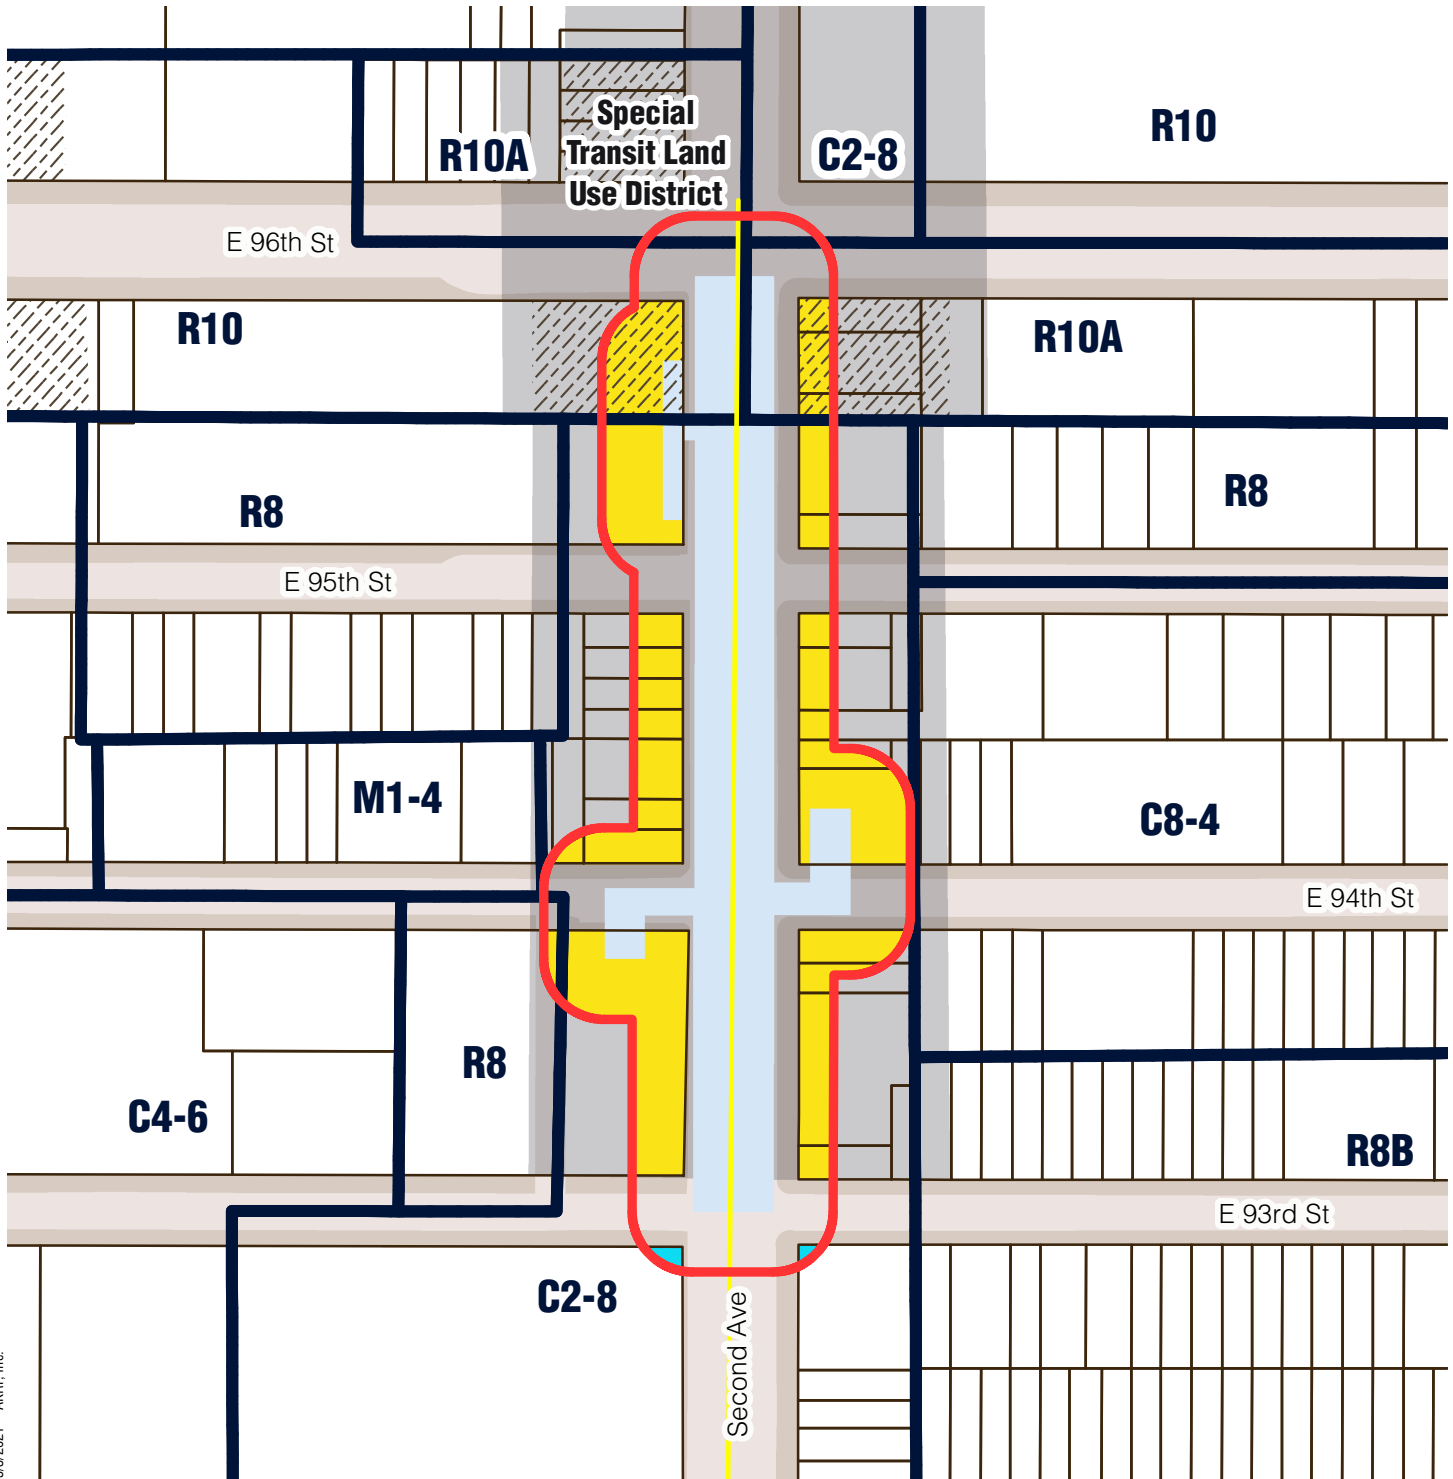 R10
Special
Transit Land
Use District
R10A
C2-8
E 96th St
R10
R10A
R8
R8
E 95th St
M1-4
C8-4
E 94th St
R8
C4-6
R8B
E 93rd St
C2-8
Second Ave